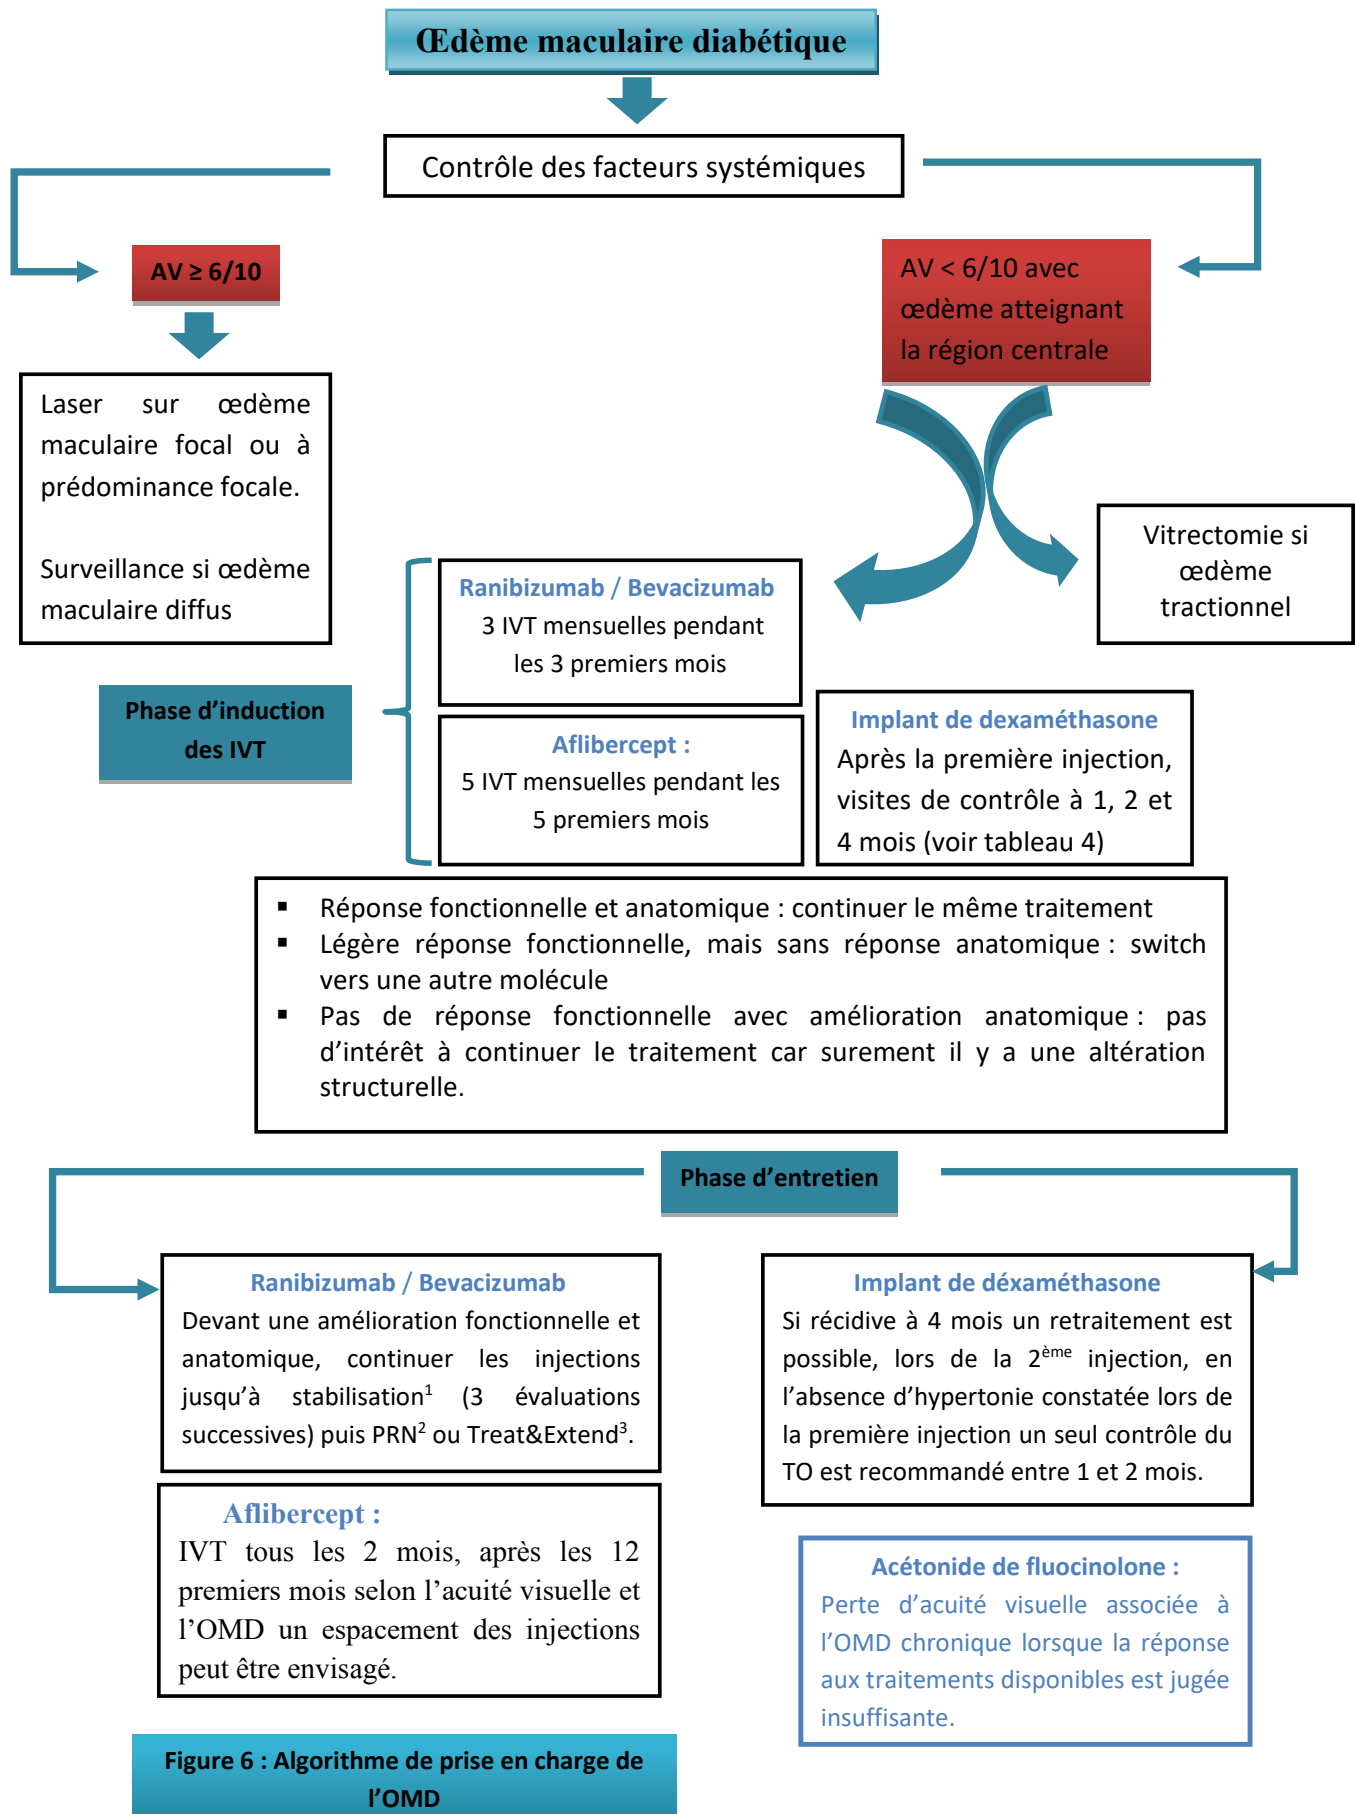 Œdème maculaire diabétique
Contrôle des facteurs systémiques
AV ≥ 6/10
AV < 6/10 avec
œdème atteignant
la région centrale
Laser sur œdème
maculaire focal ou à
prédominance focale.
Surveillance si œdème
maculaire diffus
Vitrectomie si
œdème
tractionnel
Phase d’induction
des IVT
Ranibizumab / Bevacizumab
3 IVT mensuelles pendant
les 3 premiers mois
Aflibercept :
5 IVT mensuelles pendant les
5 premiers mois
Implant de dexaméthasone
Après la première injection,
visites de contrôle à 1, 2 et
4 mois (voir tableau 4)
▪ Réponse fonctionnelle et anatomique : continuer le même traitement
▪ Légère réponse fonctionnelle, mais sans réponse anatomique : switch
vers une autre molécule
▪ Pas de réponse fonctionnelle avec amélioration anatomique : pas
d’intérêt à continuer le traitement car surement il y a une altération
structurelle.
Phase d’entretien
Ranibizumab / Bevacizumab
Devant une amélioration fonctionnelle et
anatomique, continuer les injections
jusqu’à stabilisation¹ (3 évaluations
successives) puis PRN² ou Treat&Extend³.
Aflibercept :
IVT tous les 2 mois, après les 12
premiers mois selon l’acuité visuelle et
l’OMD un espacement des injections
peut être envisagé.
Implant de déxaméthasone
Si récidive à 4 mois un retraitement est
possible, lors de la 2ème injection, en
l’absence d’hypertonie constatée lors de
la première injection un seul contrôle du
TO est recommandé entre 1 et 2 mois.
Acétonide de fluocinolone :
Perte d’acuité visuelle associée à
l’OMD chronique lorsque la réponse
aux traitements disponibles est jugée
insuffisante.
Figure 6 : Algorithme de prise en charge de
l’OMD